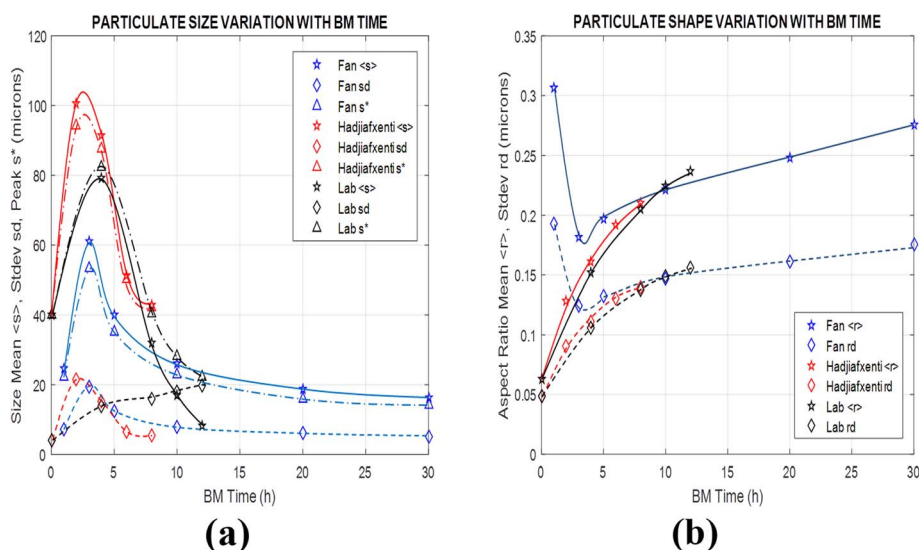 PARTICULATE SIZE VARIATION WITH BM TIME
Size Mean <s>, Stdev sd, Peak s* (microns)
120
100
80
60
40
20
0
0
5
10
15
20
25
30
BM Time (h)
Fan <s>
Fan sd
Fan s*
Hadjiafxenti <s>
Hadjiafxenti sd
Hadjiafxenti s*
Lab <s>
Lab sd
Lab s*
(a)
PARTICULATE SHAPE VARIATION WITH BM TIME
Aspect Ratio Mean <r>, Stdev rd (microns)
0.35
0.3
0.25
0.2
0.15
0.1
0.05
0
0
5
10
15
20
25
30
BM Time (h)
Fan <r>
Fan rd
Hadjiafxenti <r>
Hadjiafxenti rd
Lab <r>
Lab rd
(b)